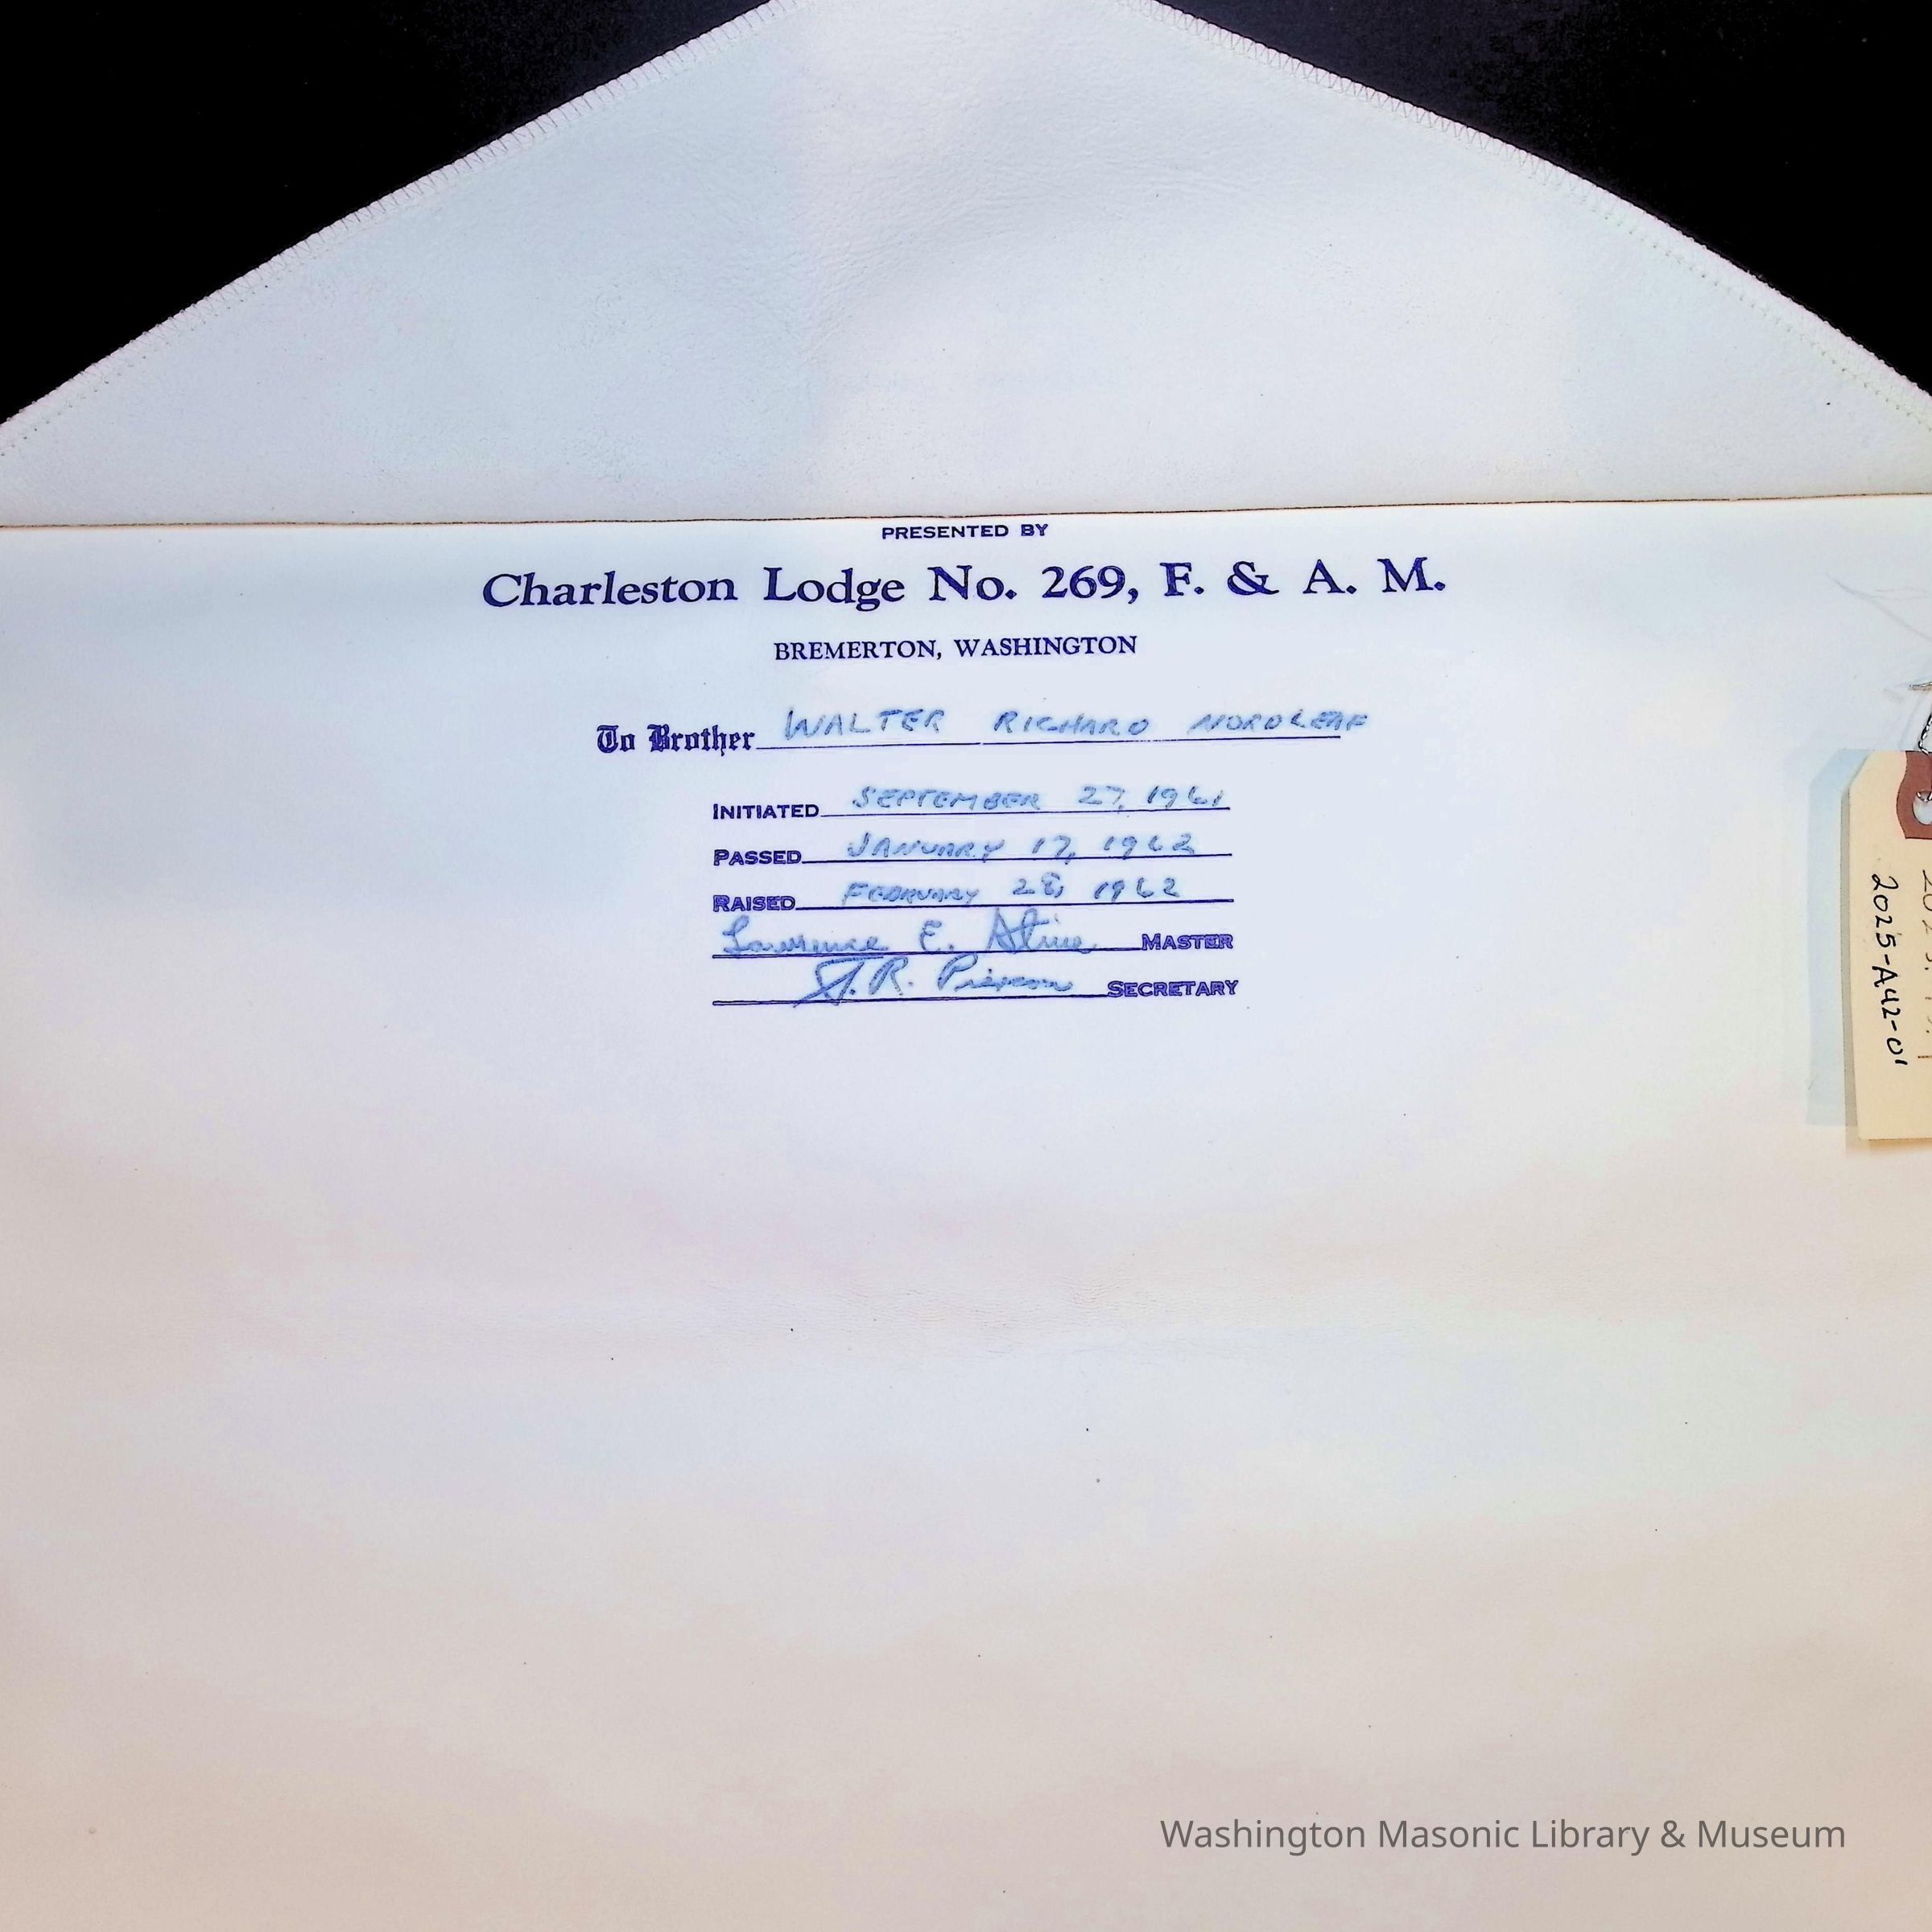 PRESENTED BY
Charleston Lodge No. 269, F. & A. M.
BREMERTON, WASHINGTON
To Brother WALTER RICHARD NORDLEAF
INITIATED SEPTEMBER 27, 1961
PASSED JANUARY 17, 1962
RAISED FEBRUARY 28, 1962
Lawrence E. MASTER
R. Pierson SECRETARY
2025-A42-01
Washington Masonic Library & Museum